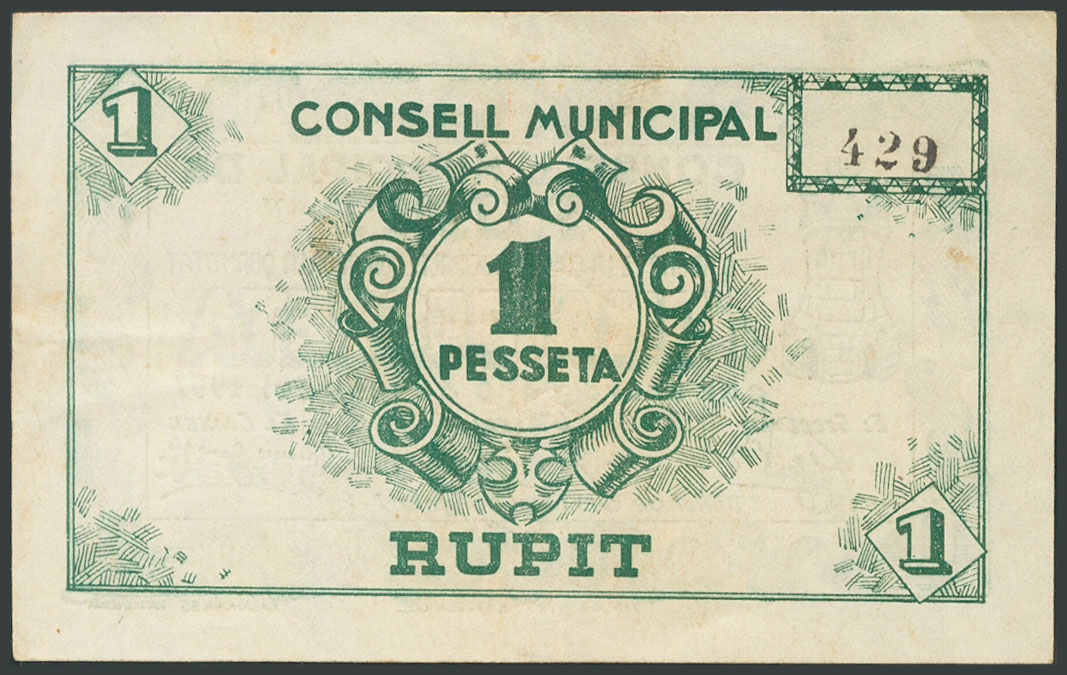 1
CONSELL MUNICIPAL
429
1
PESSETA
RUPIT
1